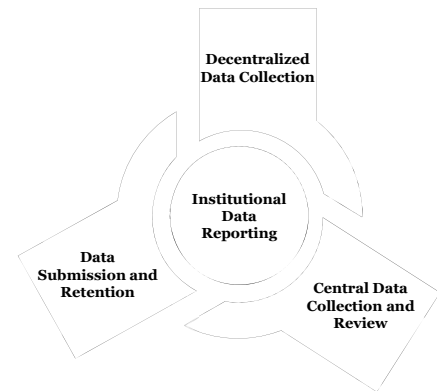 Decentralized
Data Collection
Institutional
Data
Reporting
Data
Submission and
Retention
Central Data
Collection and
Review